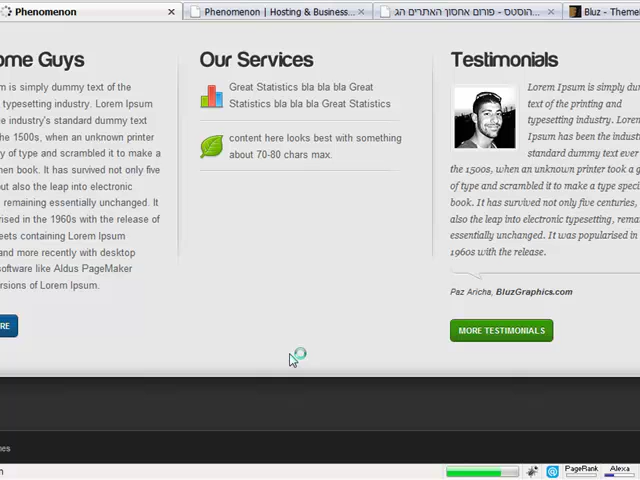 Phenomenon
Phenomenon | Hosting & Business...
הוסטס - פורום אחסון האתרים הג...
Bluz - Theme
ome Guys
m is simply dummy text of the
typesetting industry. Lorem Ipsum
e industry's standard dummy text
the 1500s, when an unknown printer
y of type and scrambled it to make a
men book. It has survived not only five
ut also the leap into electronic
remaining essentially unchanged. It
rised in the 1960s with the release of
eets containing Lorem Ipsum
and more recently with desktop
software like Aldus PageMaker
rsions of Lorem Ipsum.
RE
Our Services
Great Statistics bla bla bla Great
Statistics bla bla bla Great Statistics
content here looks best with something
about 70-80 chars max.
Testimonials
Lorem Ipsum is simply du
text of the printing and
typesetting industry. Lorem
Ipsum has been the indust
standard dummy text ever
the 1500s, when an unknown printer took a g
of type and scrambled it to make a type speci
book. It has survived not only five centuries,
also the leap into electronic typesetting, rema
essentially unchanged. It was popularised in
1960s with the release.
Paz Aricha, BluzGraphics.com
MORE TESTIMONIALS
mes
n
PageRank
Alexa